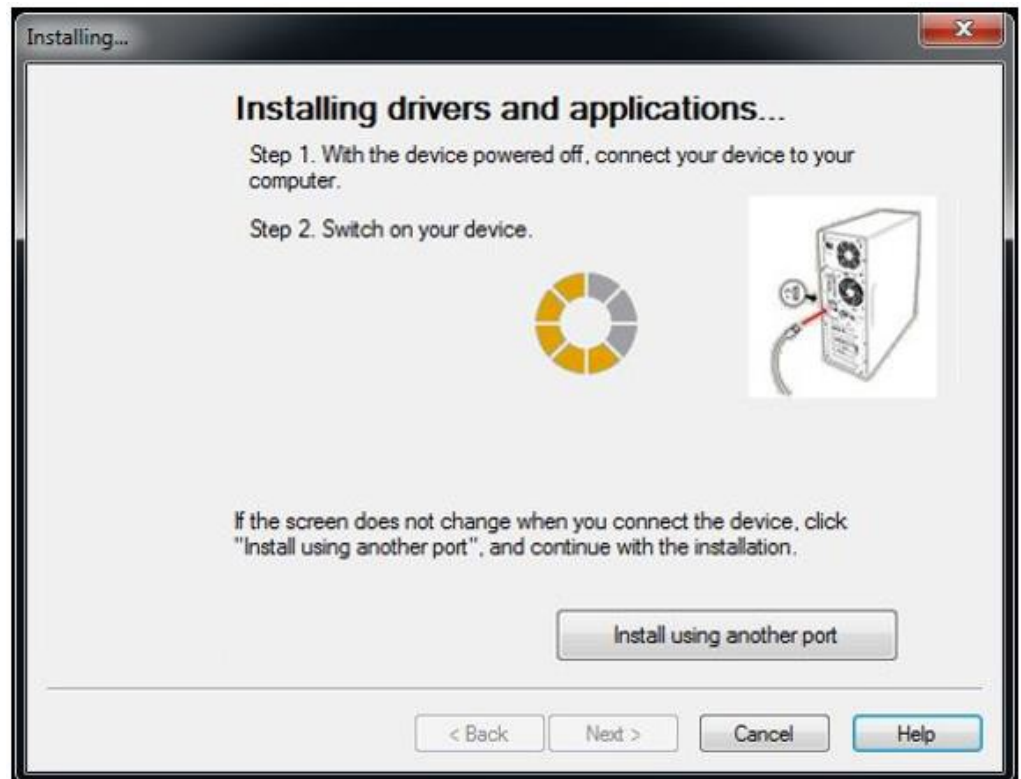 Installing...
Installing drivers and applications...
Step 1. With the device powered off, connect your device to your
computer.
Step 2. Switch on your device.
If the screen does not change when you connect the device, click
"Install using another port", and continue with the installation.
Install using another port
< Back
Next >
Cancel
Help